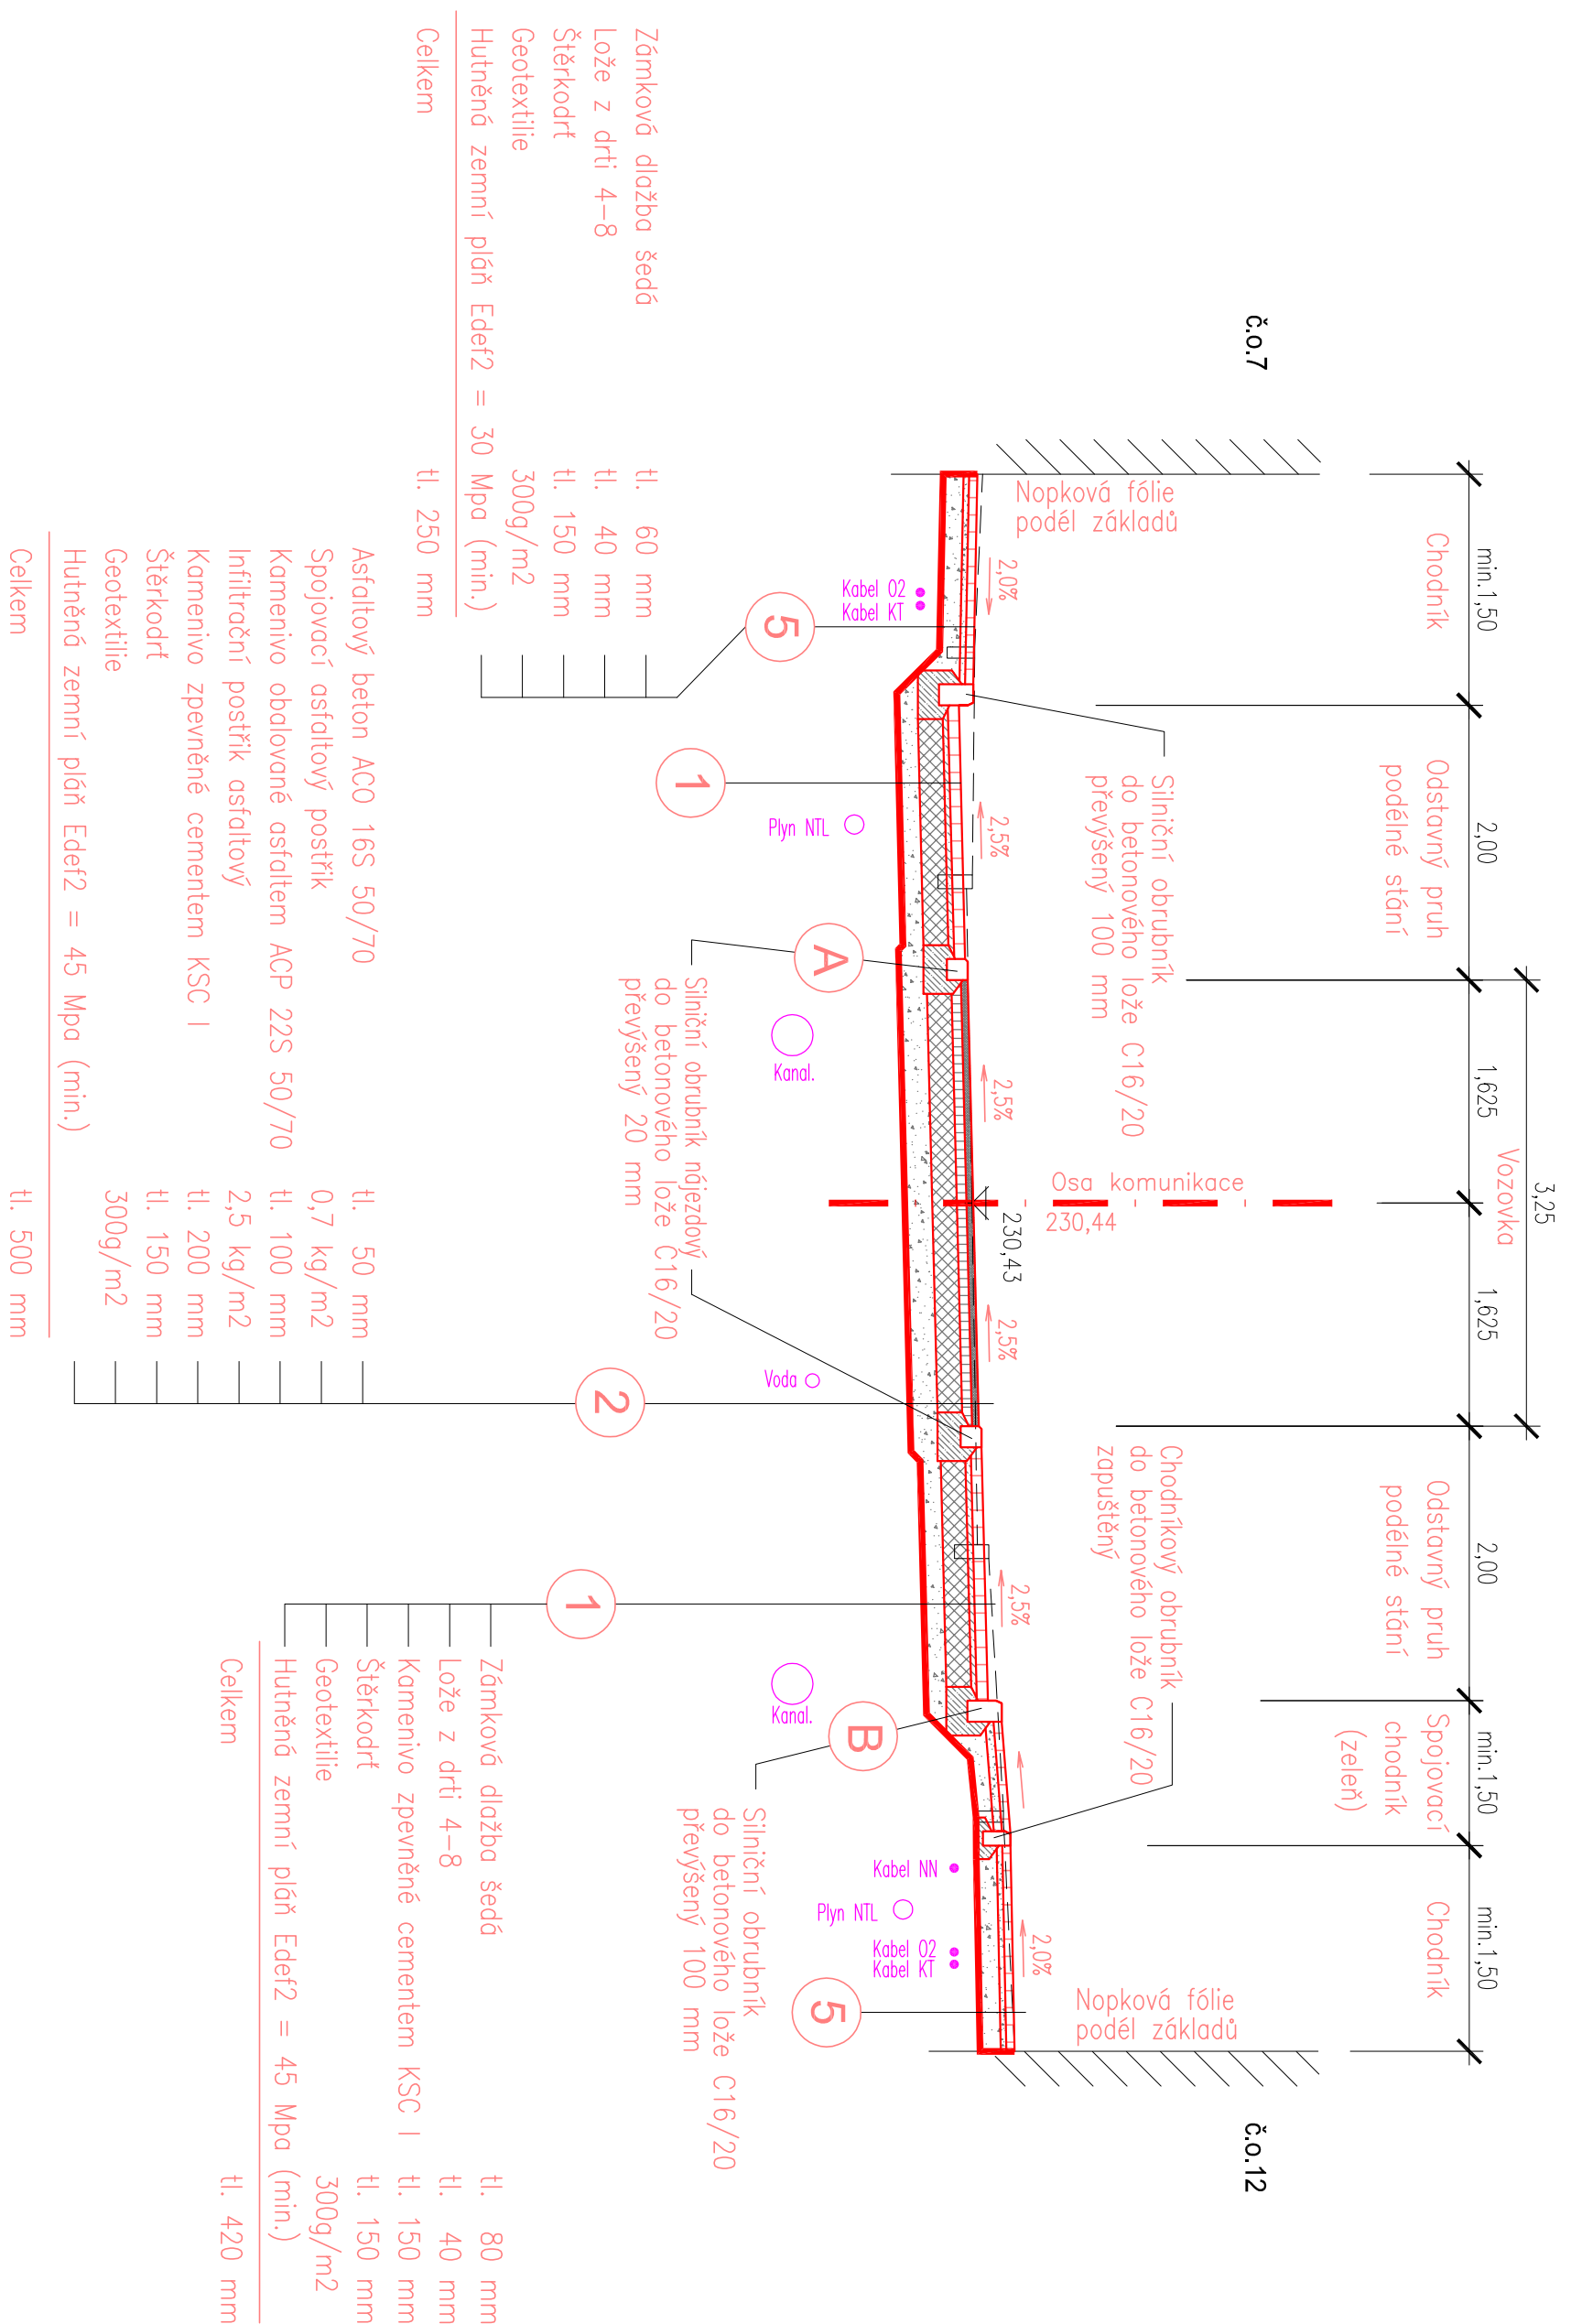 3,25
Vozovka
min.1,50
2,00
1,625
1,625
2,00
min.1,50
min.1,50
Chodník
Odstavný pruh
podélné stání
Odstavný pruh
podélné stání
Spojovací
chodník
(zeleň)
Chodník
č.o.7
č.o.12
Nopková fólie
podél základů
Silniční obrubník
do betonového lože C16/20
převýšený 100 mm
Osa komunikace
230,44
230,43
Chodníkový obrubník
do betonového lože C16/20
zapuštěný
Nopková fólie
podél základů
2,0%
2,5%
2,5%
2,5%
2,5%
2,0%
Kabel O2
Kabel KT
Plyn NTL
Kanal.
Voda
Kanal.
Kabel NN
Plyn NTL
Kabel O2
Kabel KT
5
1
A
2
1
B
5
Silniční obrubník nájezdový
do betonového lože C16/20
převýšený 20 mm
Silniční obrubník
do betonového lože C16/20
převýšený 100 mm
Zámková dlažba šedá tl. 60 mm
Lože z drti 4-8 tl. 40 mm
Štěrkodrť tl. 150 mm
Geotextilie 300g/m2
Hutněná zemní pláň Edef2 = 30 Mpa (min.)
Celkem tl. 250 mm
Asfaltový beton ACO 16S 50/70 tl. 50 mm
Spojovací asfaltový postřik 0,7 kg/m2
Kamenivo obalované asfaltem ACP 22S 50/70 tl. 100 mm
Infiltrační postřik asfaltový 2,5 kg/m2
Kamenivo zpevněné cementem KSC I tl. 200 mm
Štěrkodrť tl. 150 mm
Geotextilie 300g/m2
Hutněná zemní pláň Edef2 = 45 Mpa (min.)
Celkem tl. 500 mm
Zámková dlažba šedá tl. 80 mm
Lože z drti 4-8 tl. 40 mm
Kamenivo zpevněné cementem KSC I tl. 150 mm
Štěrkodrť tl. 150 mm
Geotextilie 300g/m2
Hutněná zemní pláň Edef2 = 45 Mpa (min.)
Celkem tl. 420 mm